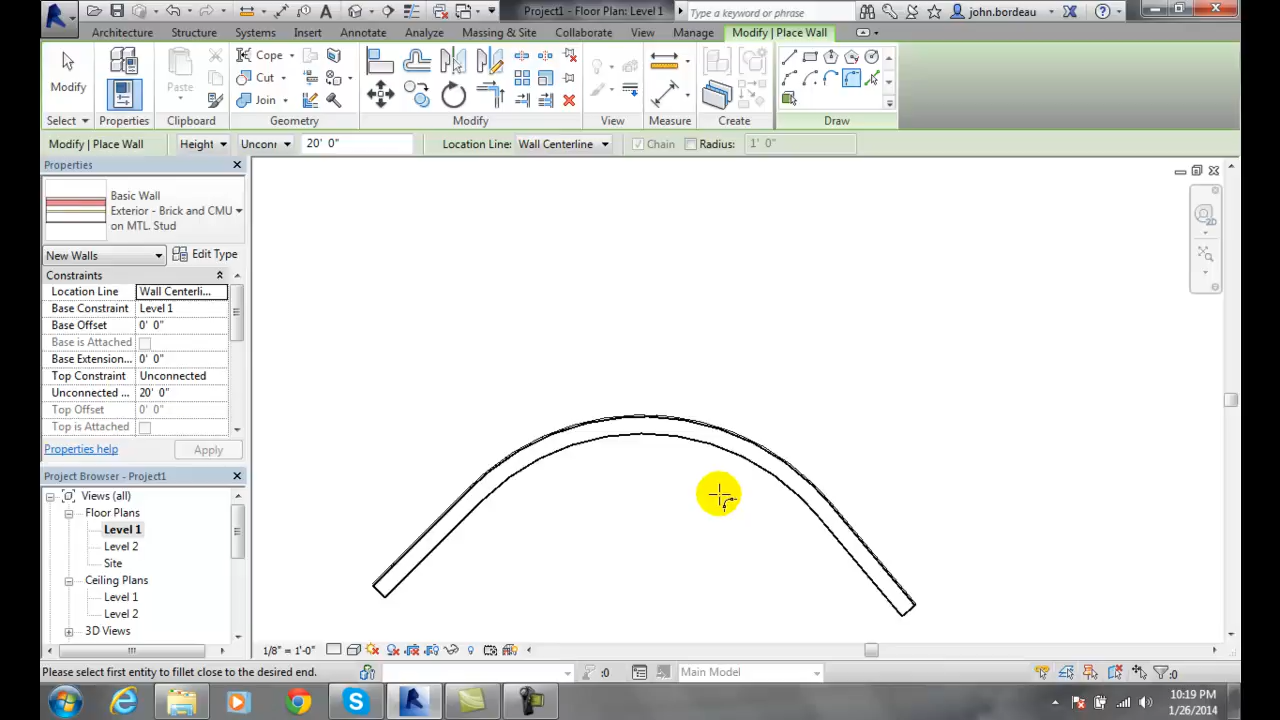 Project1 - Floor Plan: Level 1
Type a keyword or phrase
john.bordeau
Architecture Structure Systems Insert Annotate Analyze Massing & Site Collaborate View Manage Modify | Place Wall
Modify
Paste
Cope
Cut
Join
Select Properties Clipboard Geometry Modify View Measure Create Draw
Modify | Place Wall Height Unconr 20' 0" Location Line: Wall Centerline Chain Radius: 1' 0"
Properties
Basic Wall
Exterior - Brick and CMU
on MTL. Stud
New Walls Edit Type
Constraints
Location Line Wall Centerli...
Base Constraint Level 1
Base Offset 0' 0"
Base is Attached
Base Extension... 0' 0"
Top Constraint Unconnected
Unconnected ... 20' 0"
Top Offset 0' 0"
Top is Attached
Properties help Apply
Project Browser - Project1
Views (all)
Floor Plans
Level 1
Level 2
Site
Ceiling Plans
Level 1
Level 2
3D Views
2D
1/8" = 1'-0"
Please select first entity to fillet close to the desired end.
:0
Main Model
:0
10:19 PM
1/26/2014